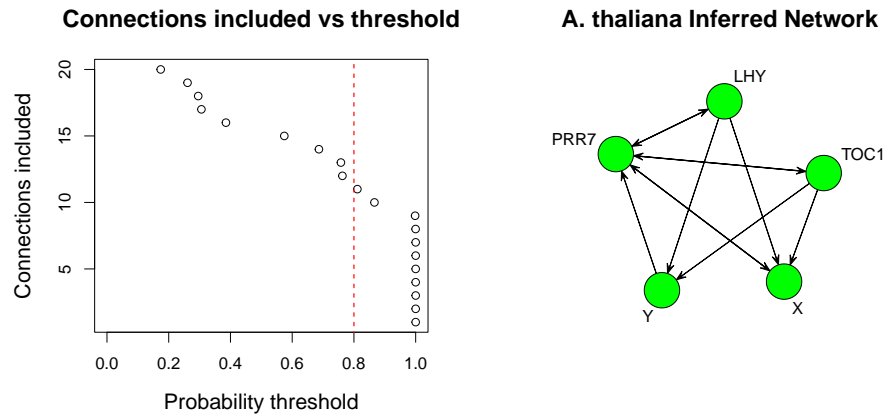 Connections included vs threshold
A. thaliana Inferred Network
Connections included
20
15
10
5
0.0 0.2 0.4 0.6 0.8 1.0
Probability threshold
LHY
PRR7
TOC1
Y
X